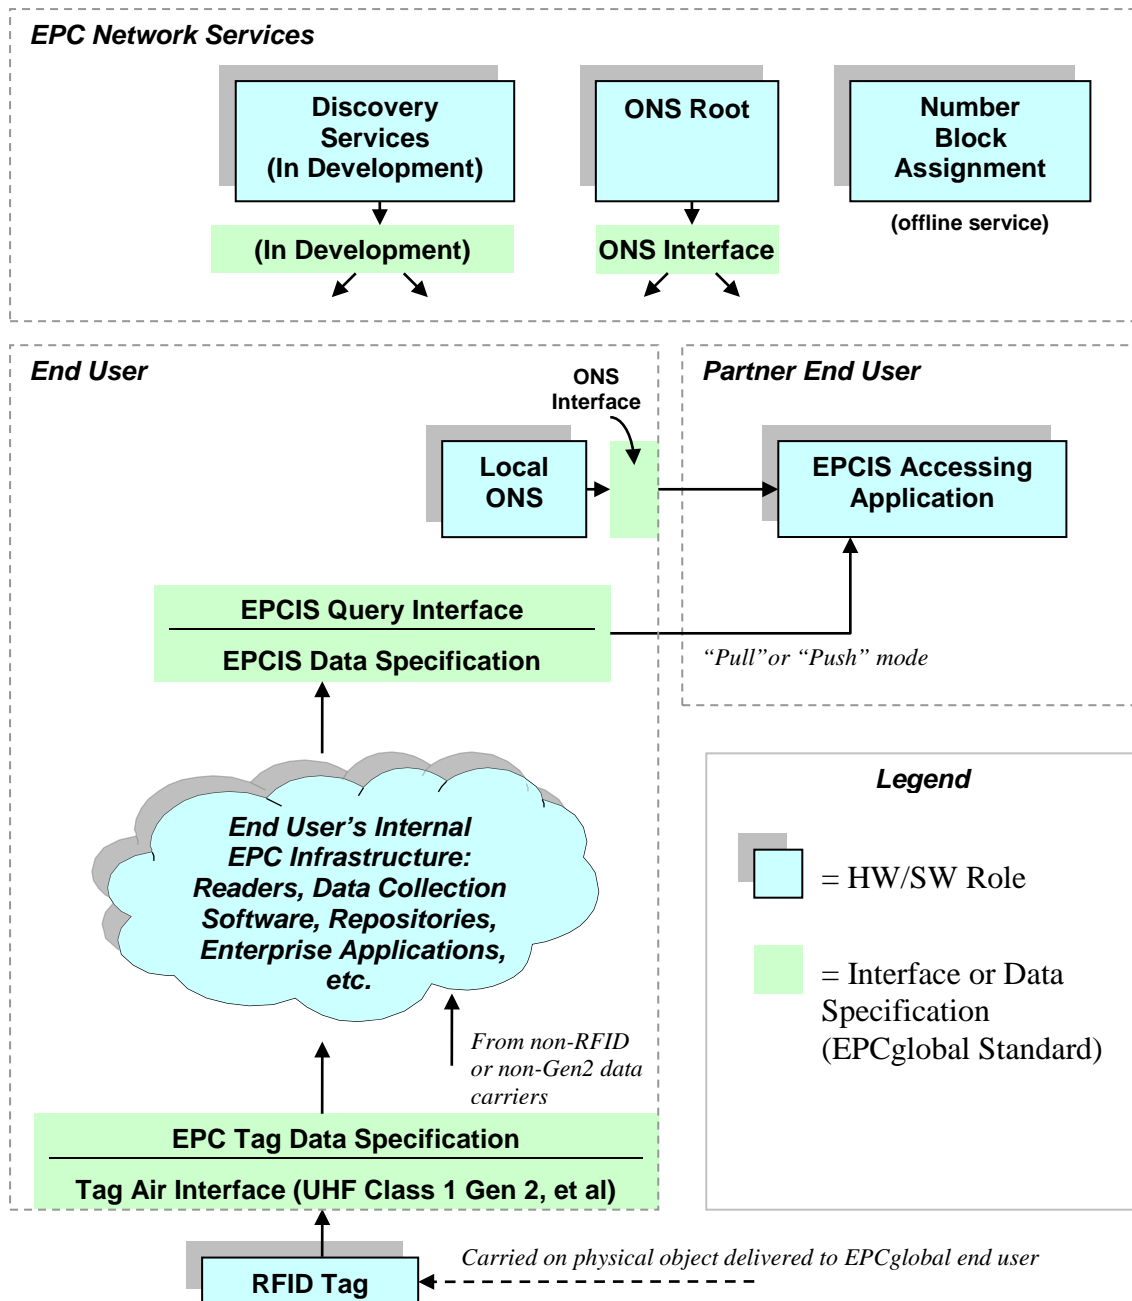 EPC Network Services
Discovery
Services
(In Development)
ONS Root
Number
Block
Assignment
(offline service)
(In Development)
ONS Interface
End User
ONS
Interface
Partner End User
Local
ONS
EPCIS Accessing
Application
EPCIS Query Interface
EPCIS Data Specification
“Pull”or “Push” mode
End User’s Internal
EPC Infrastructure:
Readers, Data Collection
Software, Repositories,
Enterprise Applications,
etc.
Legend
= HW/SW Role
= Interface or Data
Specification
(EPCglobal Standard)
From non-RFID
or non-Gen2 data
carriers
EPC Tag Data Specification
Tag Air Interface (UHF Class 1 Gen 2, et al)
Carried on physical object delivered to EPCglobal end user
RFID Tag